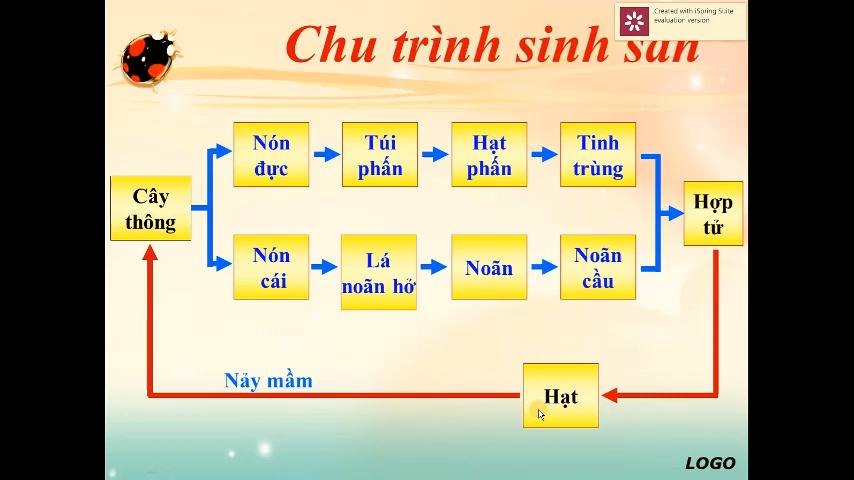 Created with iSpring Suite
evaluation version
Chu trình sinh sản
Nón
đực
Túi
phấn
Hạt
phấn
Tinh
trùng
Cây
thông
Hợp
tử
Nón
cái
Lá
noãn hở
Noãn
Noãn
cầu
Nảy mầm
Hạt
LOGO